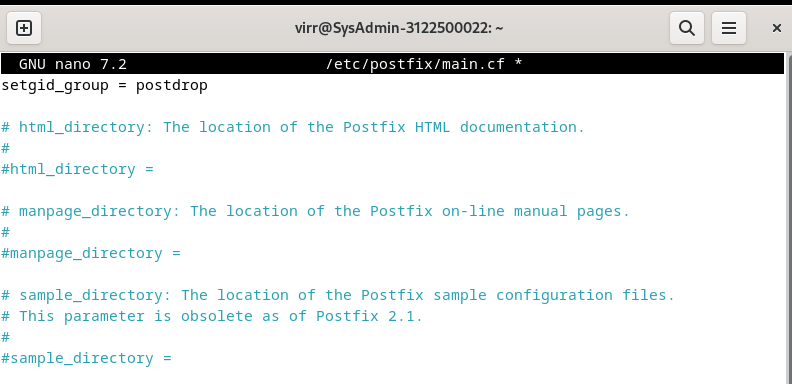 virr@SysAdmin-3122500022: ~
GNU nano 7.2 /etc/postfix/main.cf *
setgid_group = postdrop
# html_directory: The location of the Postfix HTML documentation.
#
#html_directory =
# manpage_directory: The location of the Postfix on-line manual pages.
#
#manpage_directory =
# sample_directory: The location of the Postfix sample configuration files.
# This parameter is obsolete as of Postfix 2.1.
#
#sample_directory =